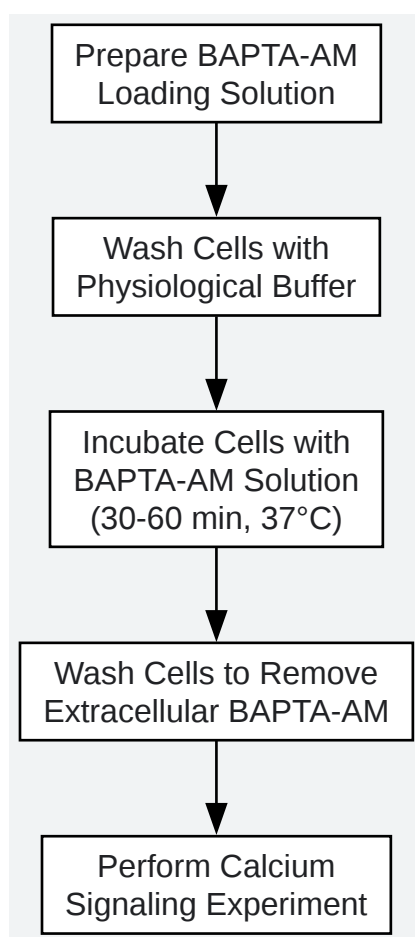 Prepare BAPTA-AM
Loading Solution
Wash Cells with
Physiological Buffer
Incubate Cells with
BAPTA-AM Solution
(30-60 min, 37°C)
Wash Cells to Remove
Extracellular BAPTA-AM
Perform Calcium
Signaling Experiment